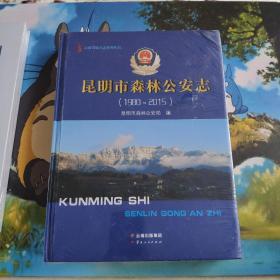 昆明市森林公安志
(1980~2015)
昆明市森林公安局 编
KUNMING SHI
SENLIN GONG AN ZHI
云南出版集团
云南人民出版社